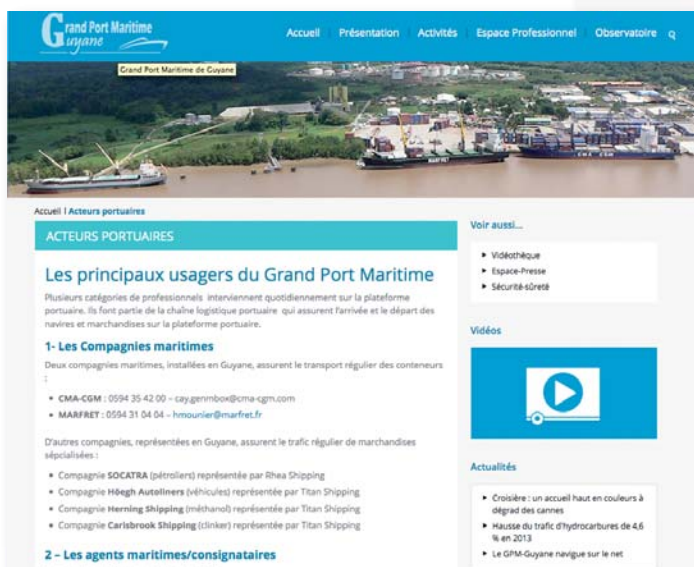 Grand Port Maritime
Guyane
Accueil Présentation Activités Espace Professionnel Observatoire
Grand Port Maritime de Guyane
MARFRET
CMA CGM
Accueil I Acteurs portuaires
ACTEURS PORTUAIRES
Les principaux usagers du Grand Port Maritime
Plusieurs catégories de professionnels interviennent quotidiennement sur la plateforme
portuaire. Ils font partie de la chaîne logistique portuaire qui assurent l'arrivée et le départ des
navires et marchandises sur la plateforme portuaire.
1- Les Compagnies maritimes
Deux compagnies maritimes, installées en Guyane, assurent le transport régulier des conteneurs
:
CMA-CGM : 0594 35 42 00 – cay.genmbox@cma-cgm.com
MARFRET : 0594 31 04 04 – hmounier@marfret.fr
D'autres compagnies, représentées en Guyane, assurent le trafic régulier de marchandises
sépcialisées :
Compagnie SOCATRA (pétroliers) représentée par Rhea Shipping
Compagnie Höegh Autoliners (véhicules) représentée par Titan Shipping
Compagnie Herning Shipping (méthanol) représentée par Titan Shipping
Compagnie Carisbrook Shipping (clinker) représentée par Titan Shipping
2 – Les agents maritimes/consignataires
Voir aussi...
Vidéothèque
Espace-Presse
Sécurité-sûreté
Vidéos
Actualités
Croisière : un accueil haut en couleurs à
dégrad des cannes
Hausse du trafic d'hydrocarbures de 4,6
% en 2013
Le GPM-Guyane navigue sur le net